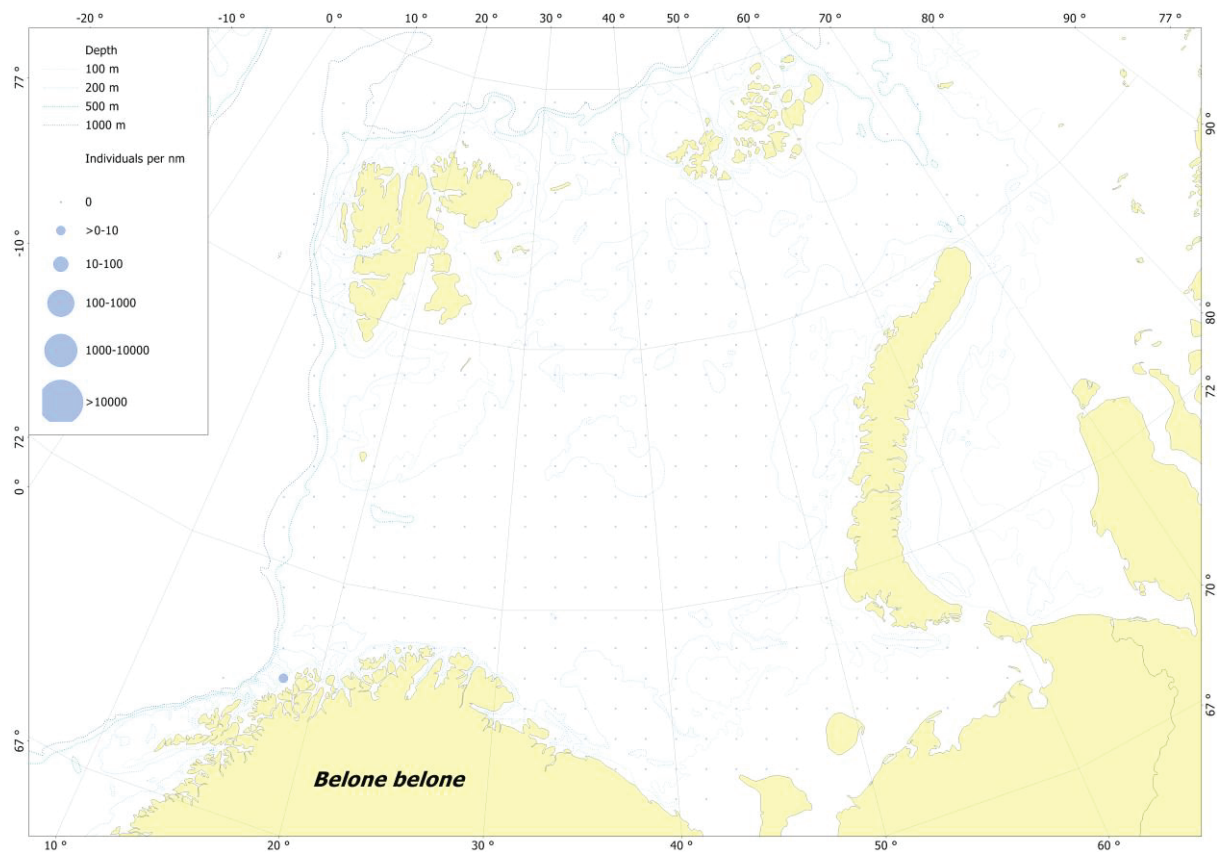 -20 ° -10 ° 0 ° 10 ° 20 ° 30 ° 40 ° 50 ° 60 ° 70 ° 80 ° 90 ° 77 °
Depth
100 m
200 m
500 m
1000 m
Individuals per nm
0
>0-10
10-100
100-1000
1000-10000
>10000
77 °
-10 °
72 °
0 °
67 °
90 °
80 °
72 °
70 °
67 °
Belone belone
10 ° 20 ° 30 ° 40 ° 50 ° 60 °